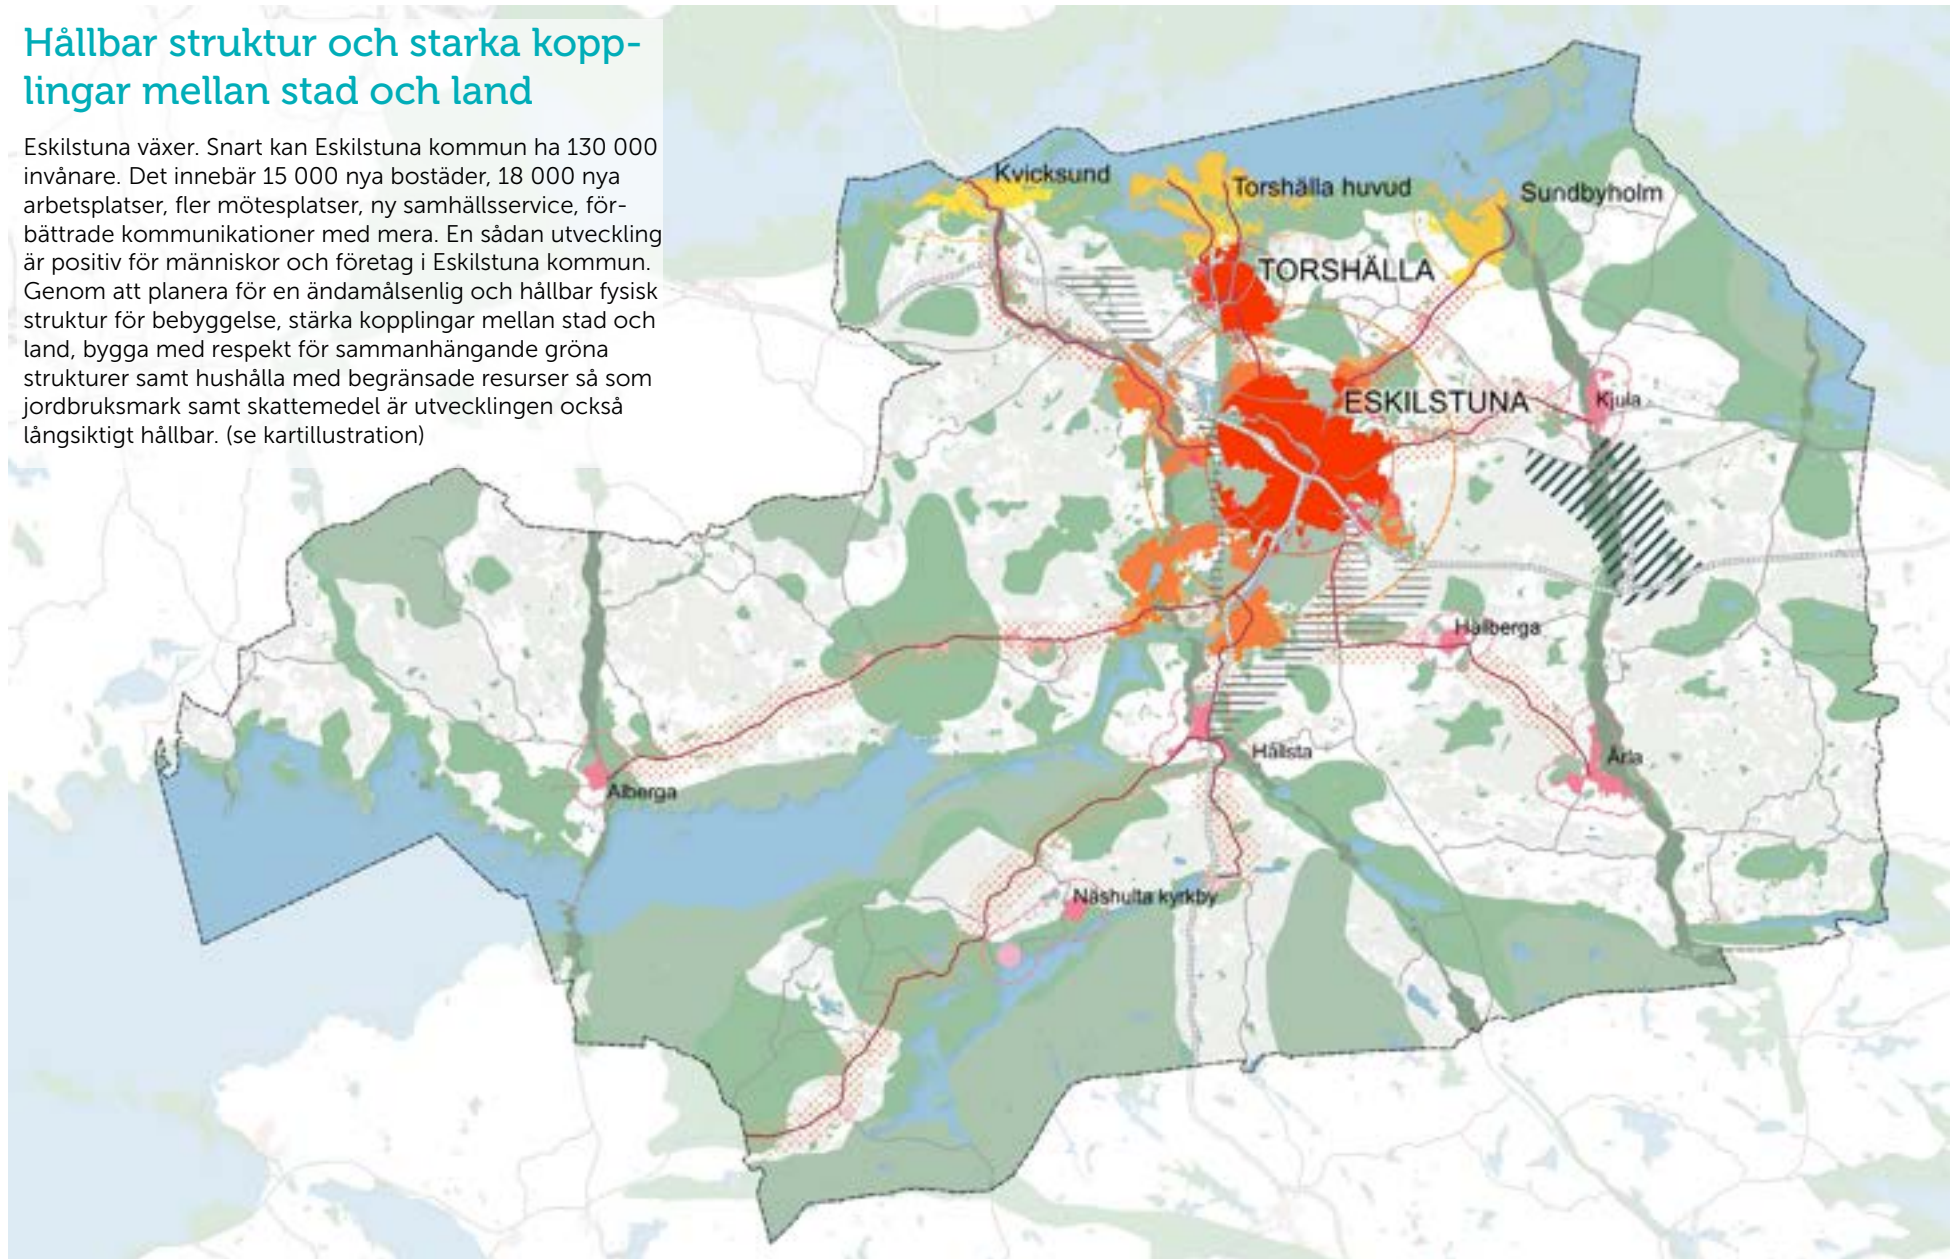 Hållbar struktur och starka kopp-
lingar mellan stad och land
Eskilstuna växer. Snart kan Eskilstuna kommun ha 130 000
invånare. Det innebär 15 000 nya bostäder, 18 000 nya
arbetsplatser, fler mötesplatser, ny samhällsservice, för-
bättrade kommunikationer med mera. En sådan utveckling
är positiv för människor och företag i Eskilstuna kommun.
Genom att planera för en ändamålsenlig och hållbar fysisk
struktur för bebyggelse, stärka kopplingar mellan stad och
land, bygga med respekt för sammanhängande gröna
strukturer samt hushålla med begränsade resurser så som
jordbruksmark samt skattemedel är utvecklingen också
långsiktigt hållbar. (se kartillustration)
Kvicksund
Torshälla huvud
Sundbyholm
TORSHÄLLA
ESKILSTUNA
Kjula
Hällberga
Hållsta
Ärla
Alberga
Näshulta kyrkby